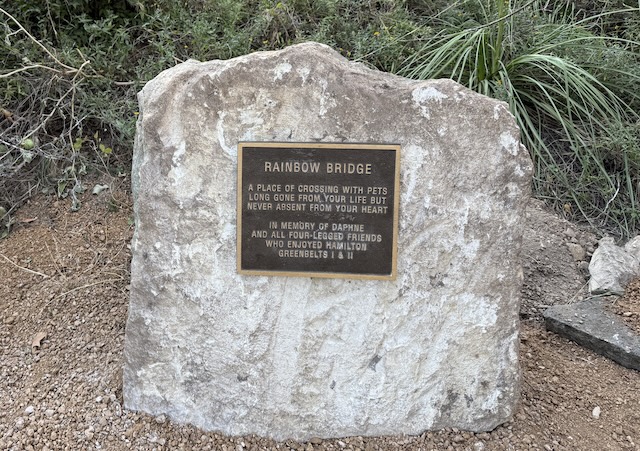 RAINBOW BRIDGE
A PLACE OF CROSSING WITH PETS
LONG GONE FROM YOUR LIFE BUT
NEVER ABSENT FROM YOUR HEART
IN MEMORY OF DAPHNE
AND ALL FOUR-LEGGED FRIENDS
WHO ENJOYED HAMILTON
GREENBELTS I & II